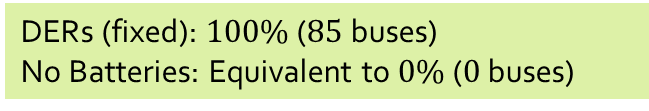 DERs (fixed): 100% (85 buses)
No Batteries: Equivalent to 0% (0 buses)